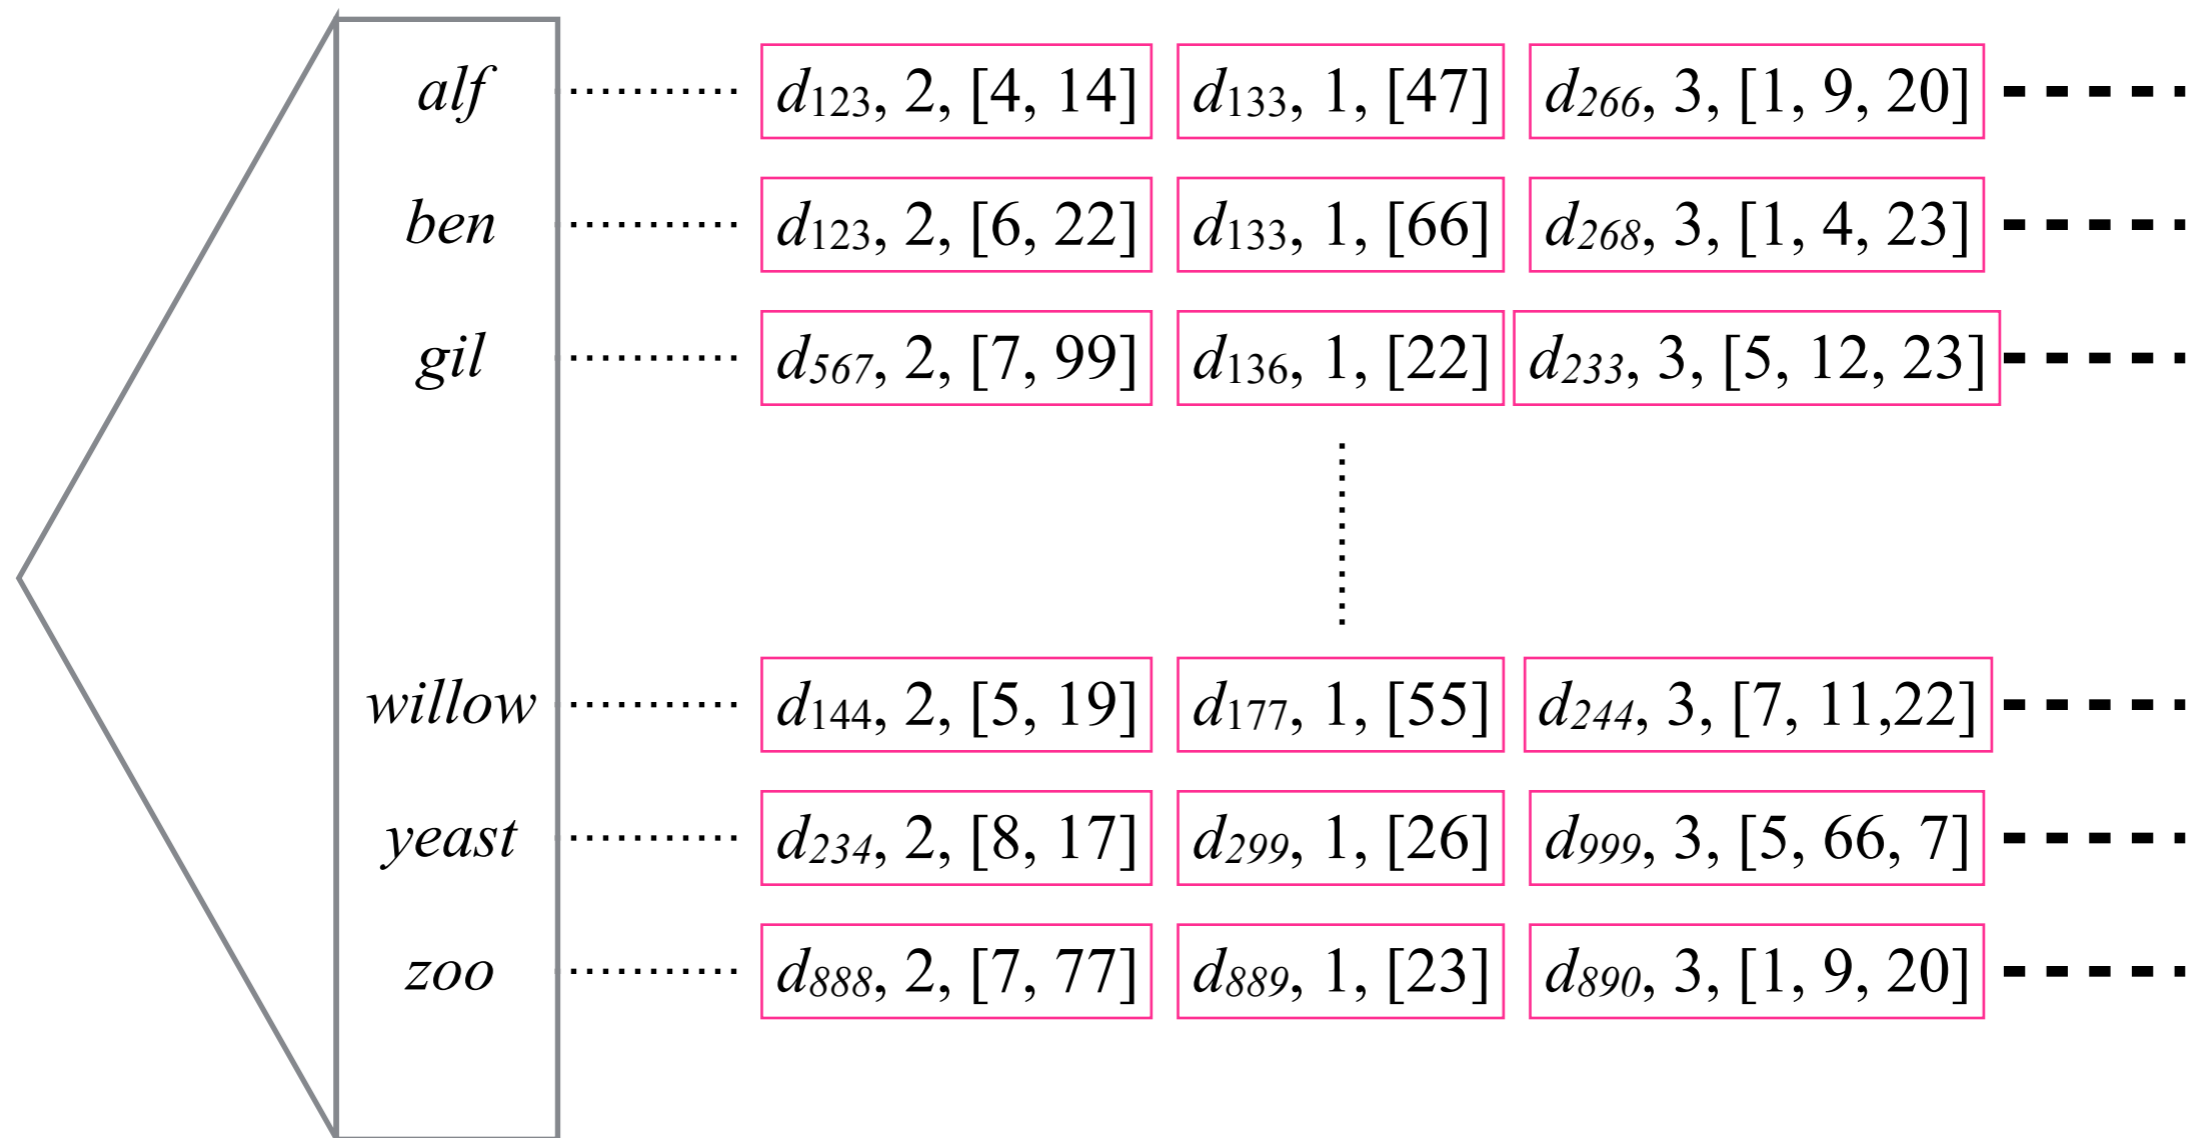 alf d123, 2, [4, 14] d133, 1, [47] d266, 3, [1, 9, 20]
ben d123, 2, [6, 22] d133, 1, [66] d268, 3, [1, 4, 23]
gil d567, 2, [7, 99] d136, 1, [22] d233, 3, [5, 12, 23]
willow d144, 2, [5, 19] d177, 1, [55] d244, 3, [7, 11,22]
yeast d234, 2, [8, 17] d299, 1, [26] d999, 3, [5, 66, 7]
zoo d888, 2, [7, 77] d889, 1, [23] d890, 3, [1, 9, 20]